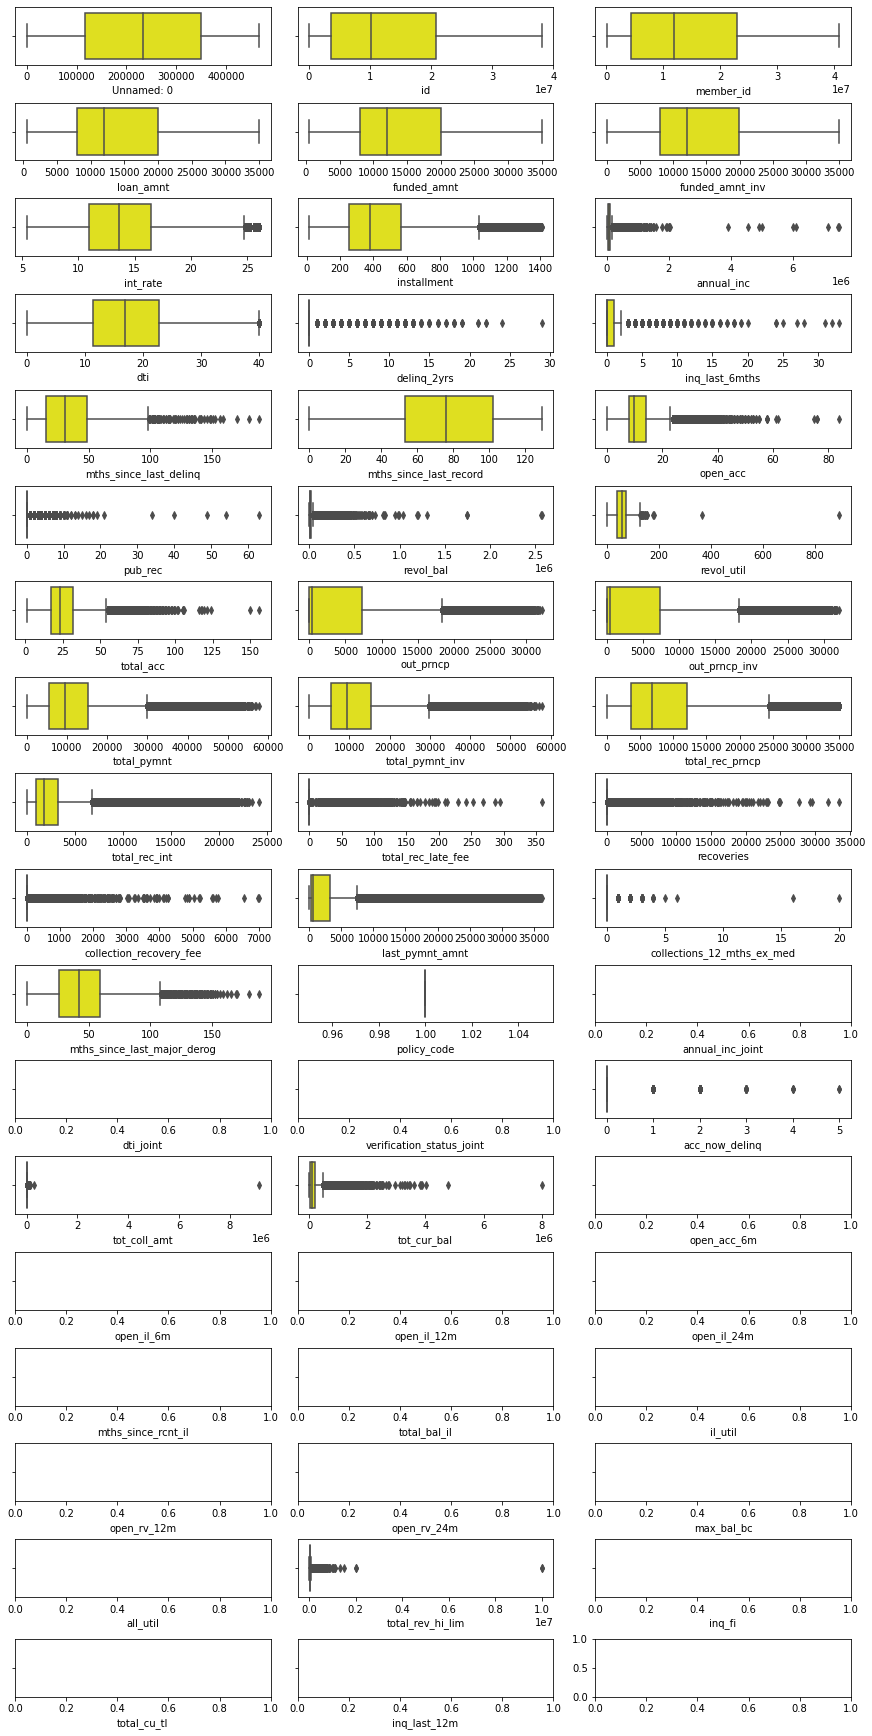 0 100000 200000 300000 400000
Unnamed: 0
0 1 2 3 4
1e7
id
0 1 2 3 4
1e7
member_id
0 5000 10000 15000 20000 25000 30000 35000
loan_amnt
0 5000 10000 15000 20000 25000 30000 35000
funded_amnt
0 5000 10000 15000 20000 25000 30000 35000
funded_amnt_inv
5 10 15 20 25
int_rate
0 200 400 600 800 1000 1200 1400
installment
0 2 4 6
1e6
annual_inc
0 10 20 30 40
dti
0 5 10 15 20 25 30
delinq_2yrs
0 5 10 15 20 25 30
inq_last_6mths
0 50 100 150
mths_since_last_delinq
0 20 40 60 80 100 120
mths_since_last_record
0 20 40 60 80
open_acc
0 10 20 30 40 50 60
pub_rec
0.0 0.5 1.0 1.5 2.0 2.5
1e6
revol_bal
0 200 400 600 800
revol_util
0 25 50 75 100 125 150
total_acc
0 5000 10000 15000 20000 25000 30000
out_prncp
0 5000 10000 15000 20000 25000 30000
out_prncp_inv
0 10000 20000 30000 40000 50000 60000
total_pymnt
0 10000 20000 30000 40000 50000 60000
total_pymnt_inv
0 5000 10000 15000 20000 25000 30000 35000
total_rec_prncp
0 5000 10000 15000 20000 25000
total_rec_int
0 50 100 150 200 250 300 350
total_rec_late_fee
0 5000 10000 15000 20000 25000 30000 35000
recoveries
0 1000 2000 3000 4000 5000 6000 7000
collection_recovery_fee
0 5000 10000 15000 20000 25000 30000 35000
last_pymnt_amnt
0 5 10 15 20
collections_12_mths_ex_med
0 50 100 150
mths_since_last_major_derog
0.96 0.98 1.00 1.02 1.04
policy_code
0.0 0.2 0.4 0.6 0.8 1.0
annual_inc_joint
0.0 0.2 0.4 0.6 0.8 1.0
dti_joint
0.0 0.2 0.4 0.6 0.8 1.0
verification_status_joint
0 1 2 3 4 5
acc_now_delinq
0 2 4 6 8
1e6
tot_coll_amt
0 2 4 6 8
1e6
tot_cur_bal
0.0 0.2 0.4 0.6 0.8 1.0
open_acc_6m
0.0 0.2 0.4 0.6 0.8 1.0
open_il_6m
0.0 0.2 0.4 0.6 0.8 1.0
open_il_12m
0.0 0.2 0.4 0.6 0.8 1.0
open_il_24m
0.0 0.2 0.4 0.6 0.8 1.0
mths_since_rcnt_il
0.0 0.2 0.4 0.6 0.8 1.0
total_bal_il
0.0 0.2 0.4 0.6 0.8 1.0
il_util
0.0 0.2 0.4 0.6 0.8 1.0
open_rv_12m
0.0 0.2 0.4 0.6 0.8 1.0
open_rv_24m
0.0 0.2 0.4 0.6 0.8 1.0
max_bal_bc
0.0 0.2 0.4 0.6 0.8 1.0
all_util
0.0 0.2 0.4 0.6 0.8 1.0
1e7
total_rev_hi_lim
0.0 0.2 0.4 0.6 0.8 1.0
inq_fi
0.0 0.2 0.4 0.6 0.8 1.0
total_cu_tl
0.0 0.2 0.4 0.6 0.8 1.0
inq_last_12m
1.0
0.5
0.0
0.0 0.2 0.4 0.6 0.8 1.0